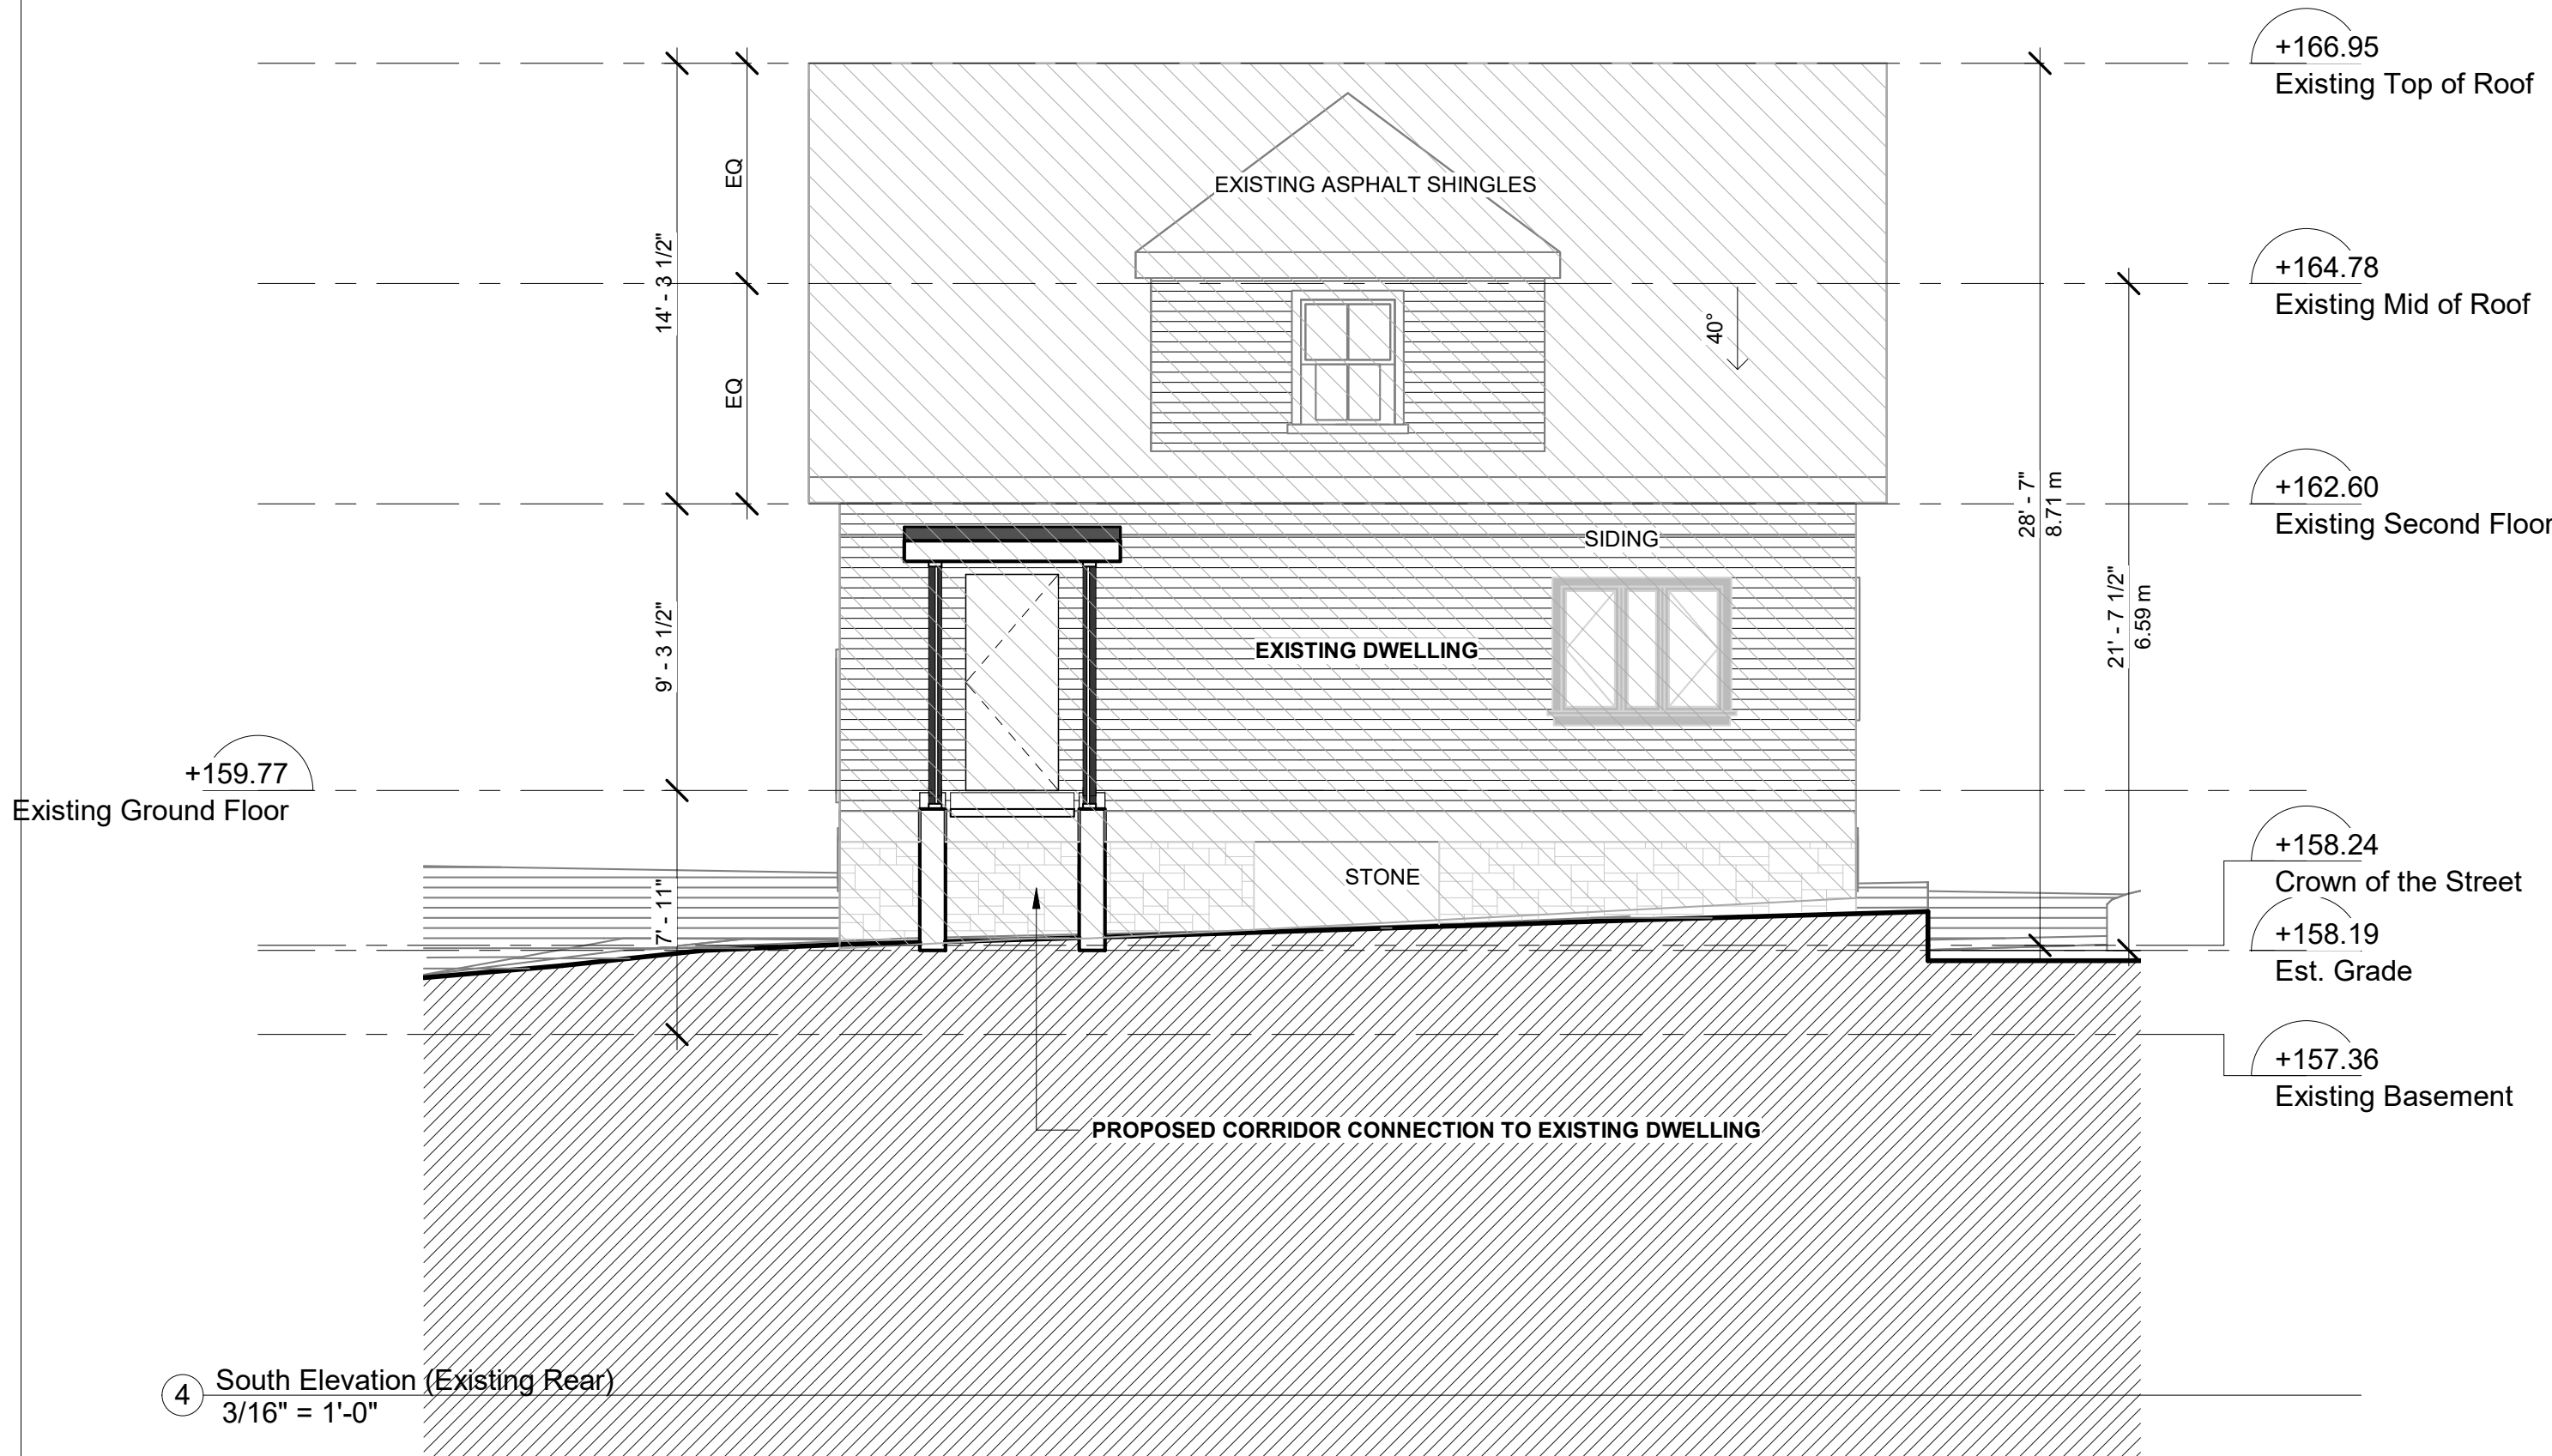 +166.95
Existing Top of Roof
EQ
EXISTING ASPHALT SHINGLES
14' - 3 1/2"
+164.78
Existing Mid of Roof
40°
EQ
+162.60
Existing Second Floor
28' - 7"
8.71 m
SIDING
21' - 7 1/2"
6.59 m
9' - 3 1/2"
EXISTING DWELLING
+159.77
Existing Ground Floor
+158.24
Crown of the Street
STONE
7' - 11"
+158.19
Est. Grade
+157.36
Existing Basement
PROPOSED CORRIDOR CONNECTION TO EXISTING DWELLING
4
South Elevation (Existing Rear)
3/16" = 1'-0"